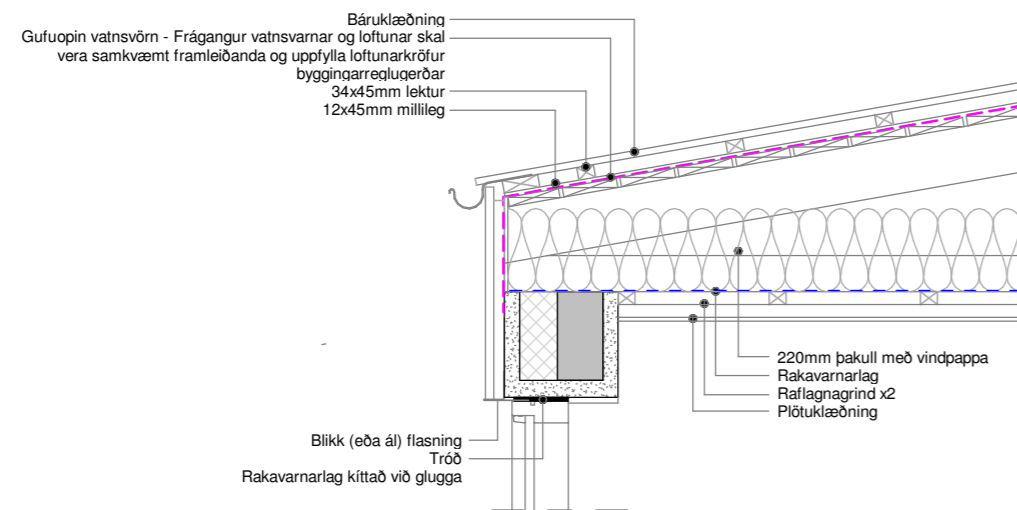 Báruklæðning
Gufuopin vatnsvörn - Frágangur vatnsvarnar og loftunar skal
vera samkvæmt framleiðanda og uppfylla loftunarkröfur
byggingarreglugerðar
34x45mm lektur
12x45mm millileg
220mm þakull með vindpappa
Rakavarnarlag
Raflagnagrind x2
Plötuklæðning
Blikk (eða ál) flasning
Tróð
Rakavarnarlag kíttað við glugga